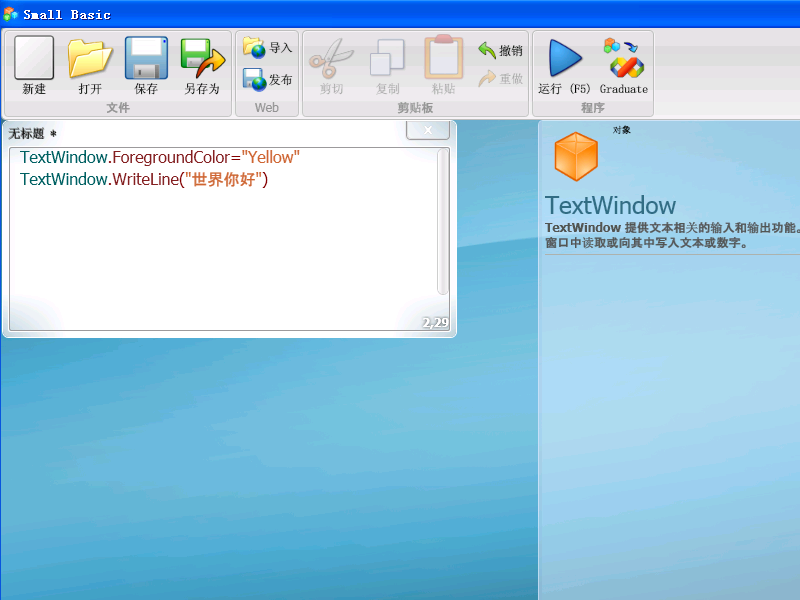 Small Basic
新建 打开 保存 另存为
文件
导入
发布
Web
剪切 复制 粘贴
撤销
重做
剪贴板
运行 (F5) Graduate
程序
无标题 *
x
TextWindow.ForegroundColor="Yellow"
TextWindow.WriteLine("世界你好")
2,29
对象
TextWindow
TextWindow 提供文本相关的输入和输出功能。
窗口中读取或向其中写入文本或数字。